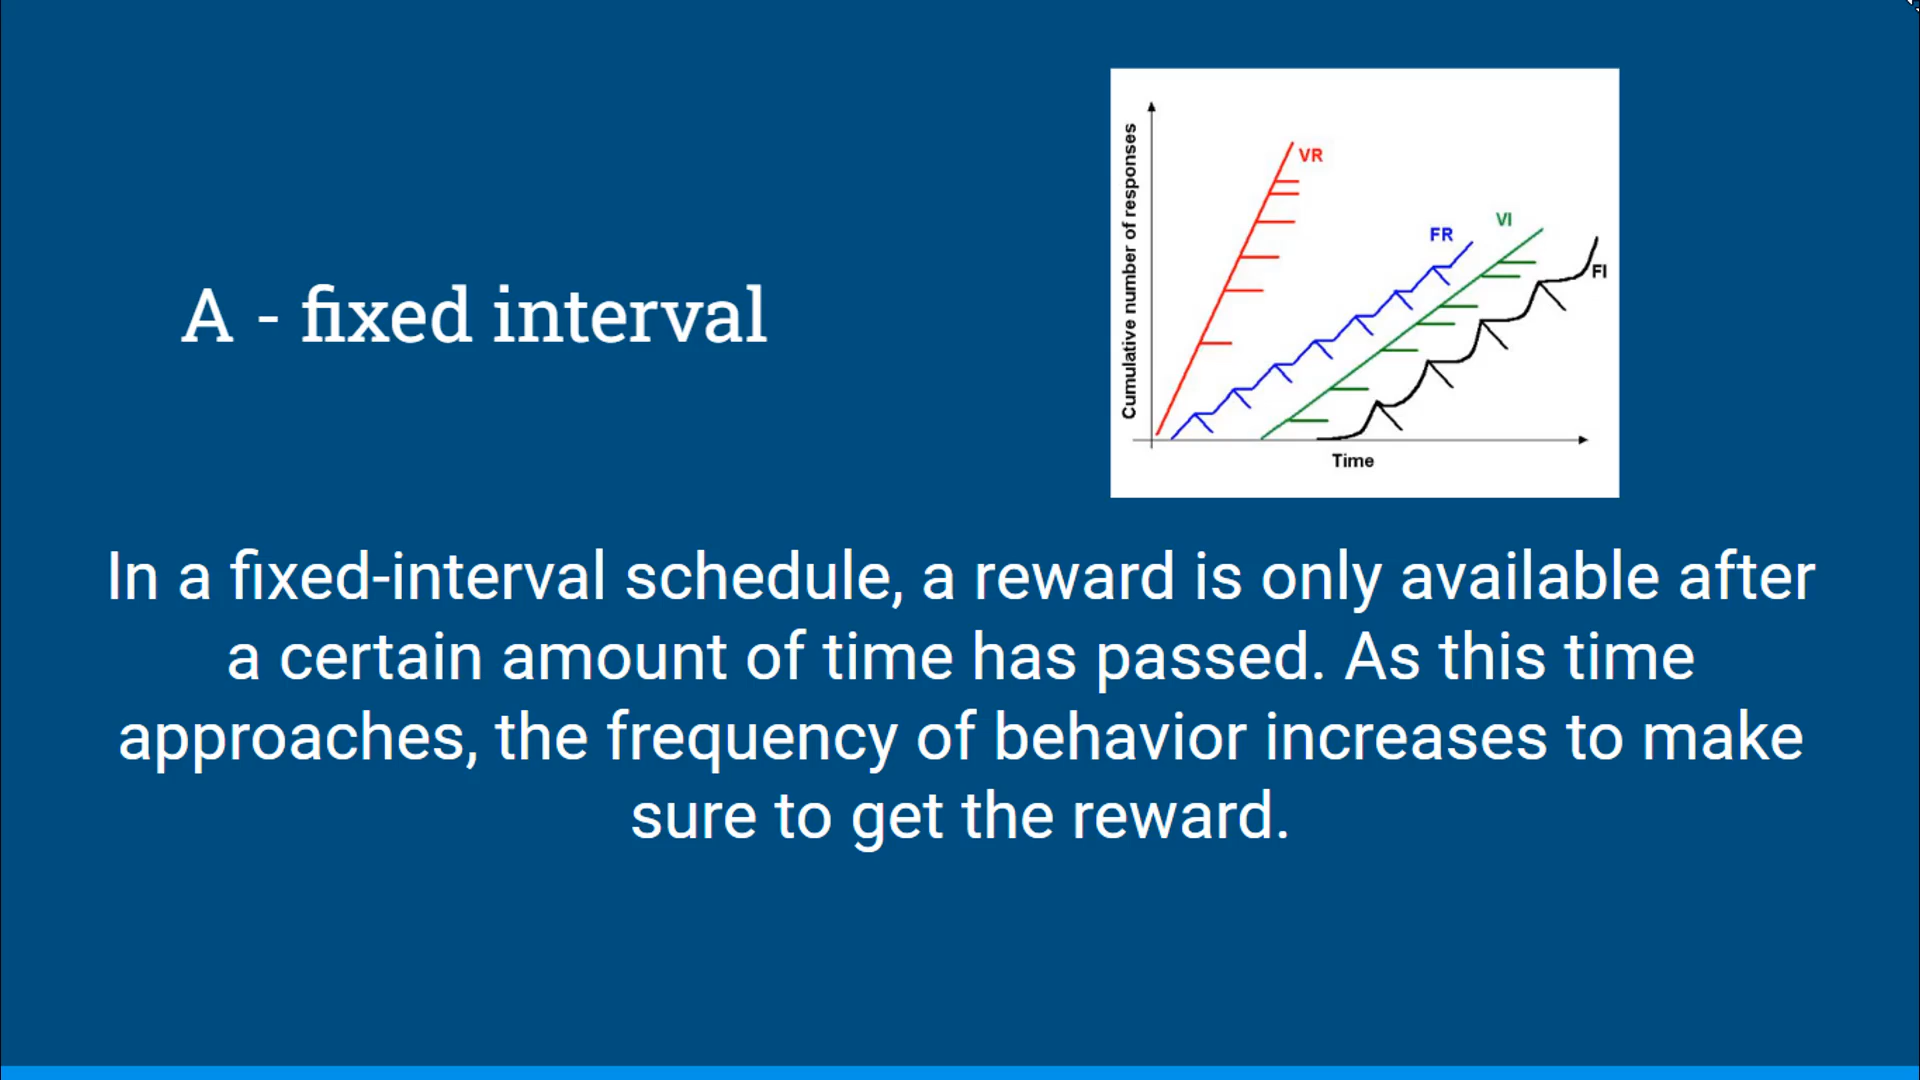 A - fixed interval
Cumulative number of responses
VR
FR
VI
FI
Time
In a fixed-interval schedule, a reward is only available after
a certain amount of time has passed. As this time
approaches, the frequency of behavior increases to make
sure to get the reward.